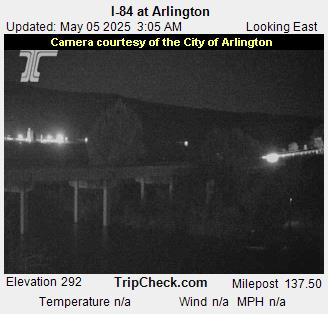 I-84 at Arlington
Updated: May 05 2025 3:05 AM Looking East
Camera courtesy of the City of Arlington
Elevation 292 TripCheck.com Milepost 137.50
Temperature n/a Wind n/a MPH n/a